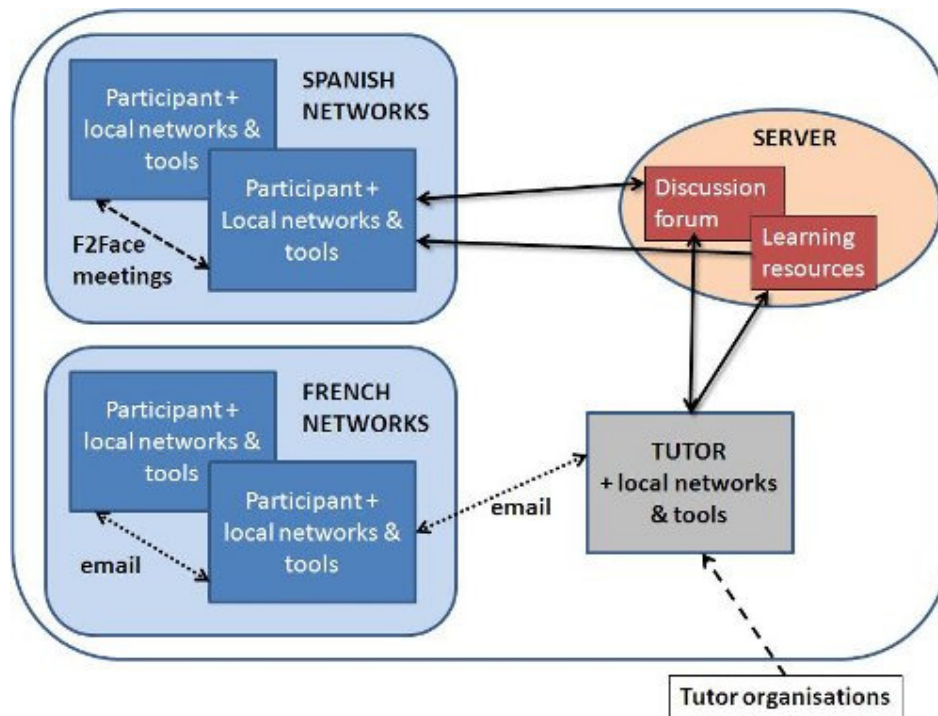 SPANISH
NETWORKS
Participant +
local networks &
tools
Participant +
Local networks &
tools
F2Face
meetings
SERVER
Discussion
forum
Learning
resources
FRENCH
NETWORKS
Participant +
local networks &
tools
Participant +
local networks &
tools
email
email
TUTOR
+ local networks
& tools
Tutor organisations